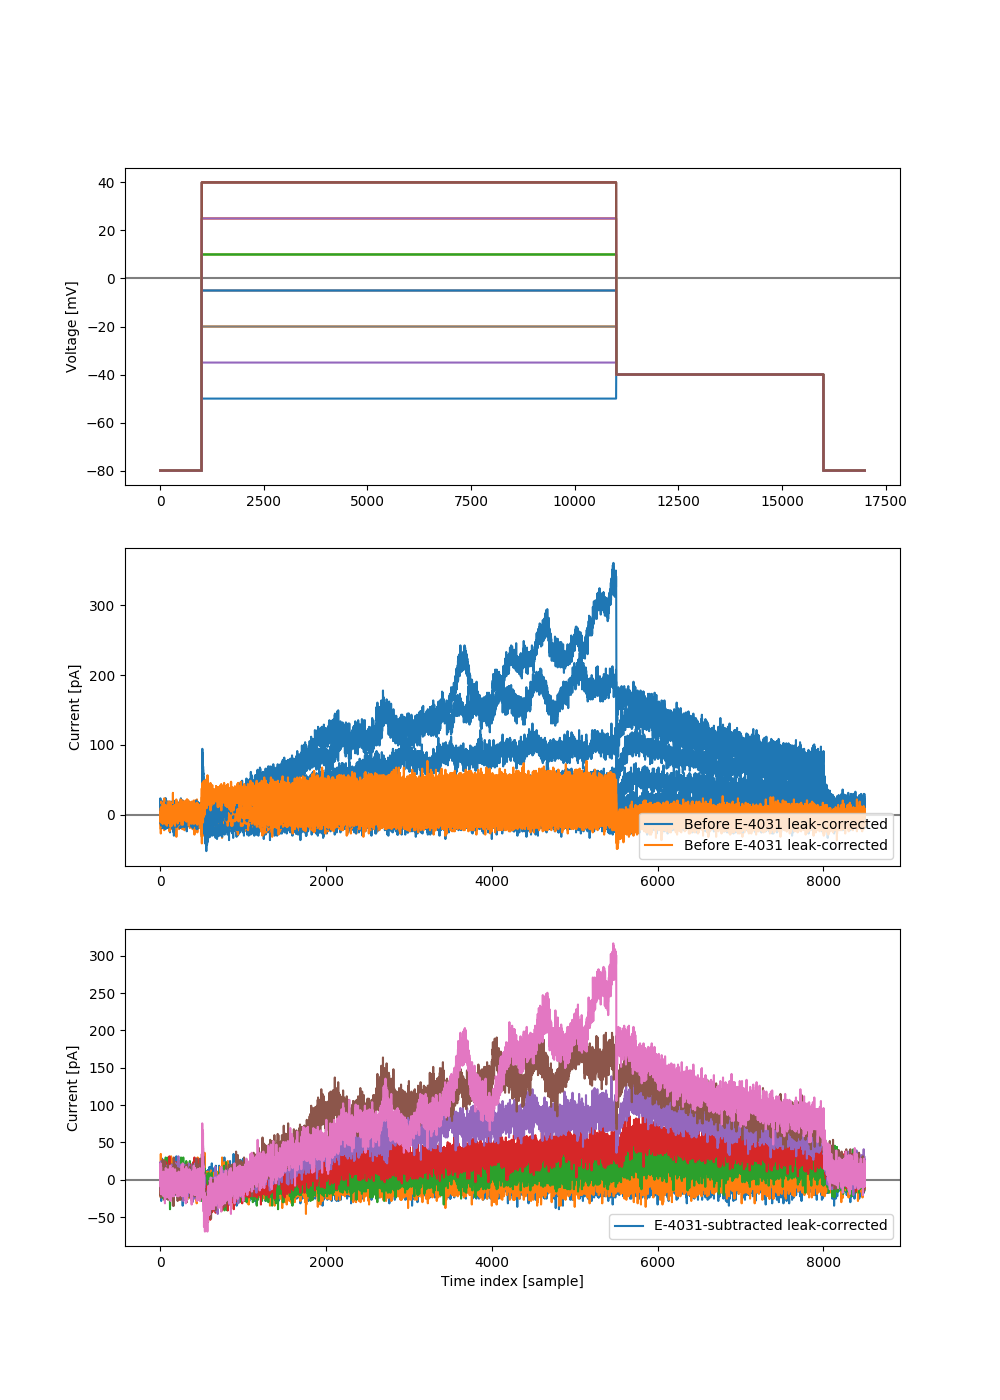 40
20
0
−20
−40
−60
−80
Voltage [mV]
0 2500 5000 7500 10000 12500 15000 17500
300
200
100
0
Current [pA]
Before E-4031 leak-corrected
Before E-4031 leak-corrected
0 2000 4000 6000 8000
300
250
200
150
100
50
0
−50
Current [pA]
E-4031-subtracted leak-corrected
0 2000 4000 6000 8000
Time index [sample]